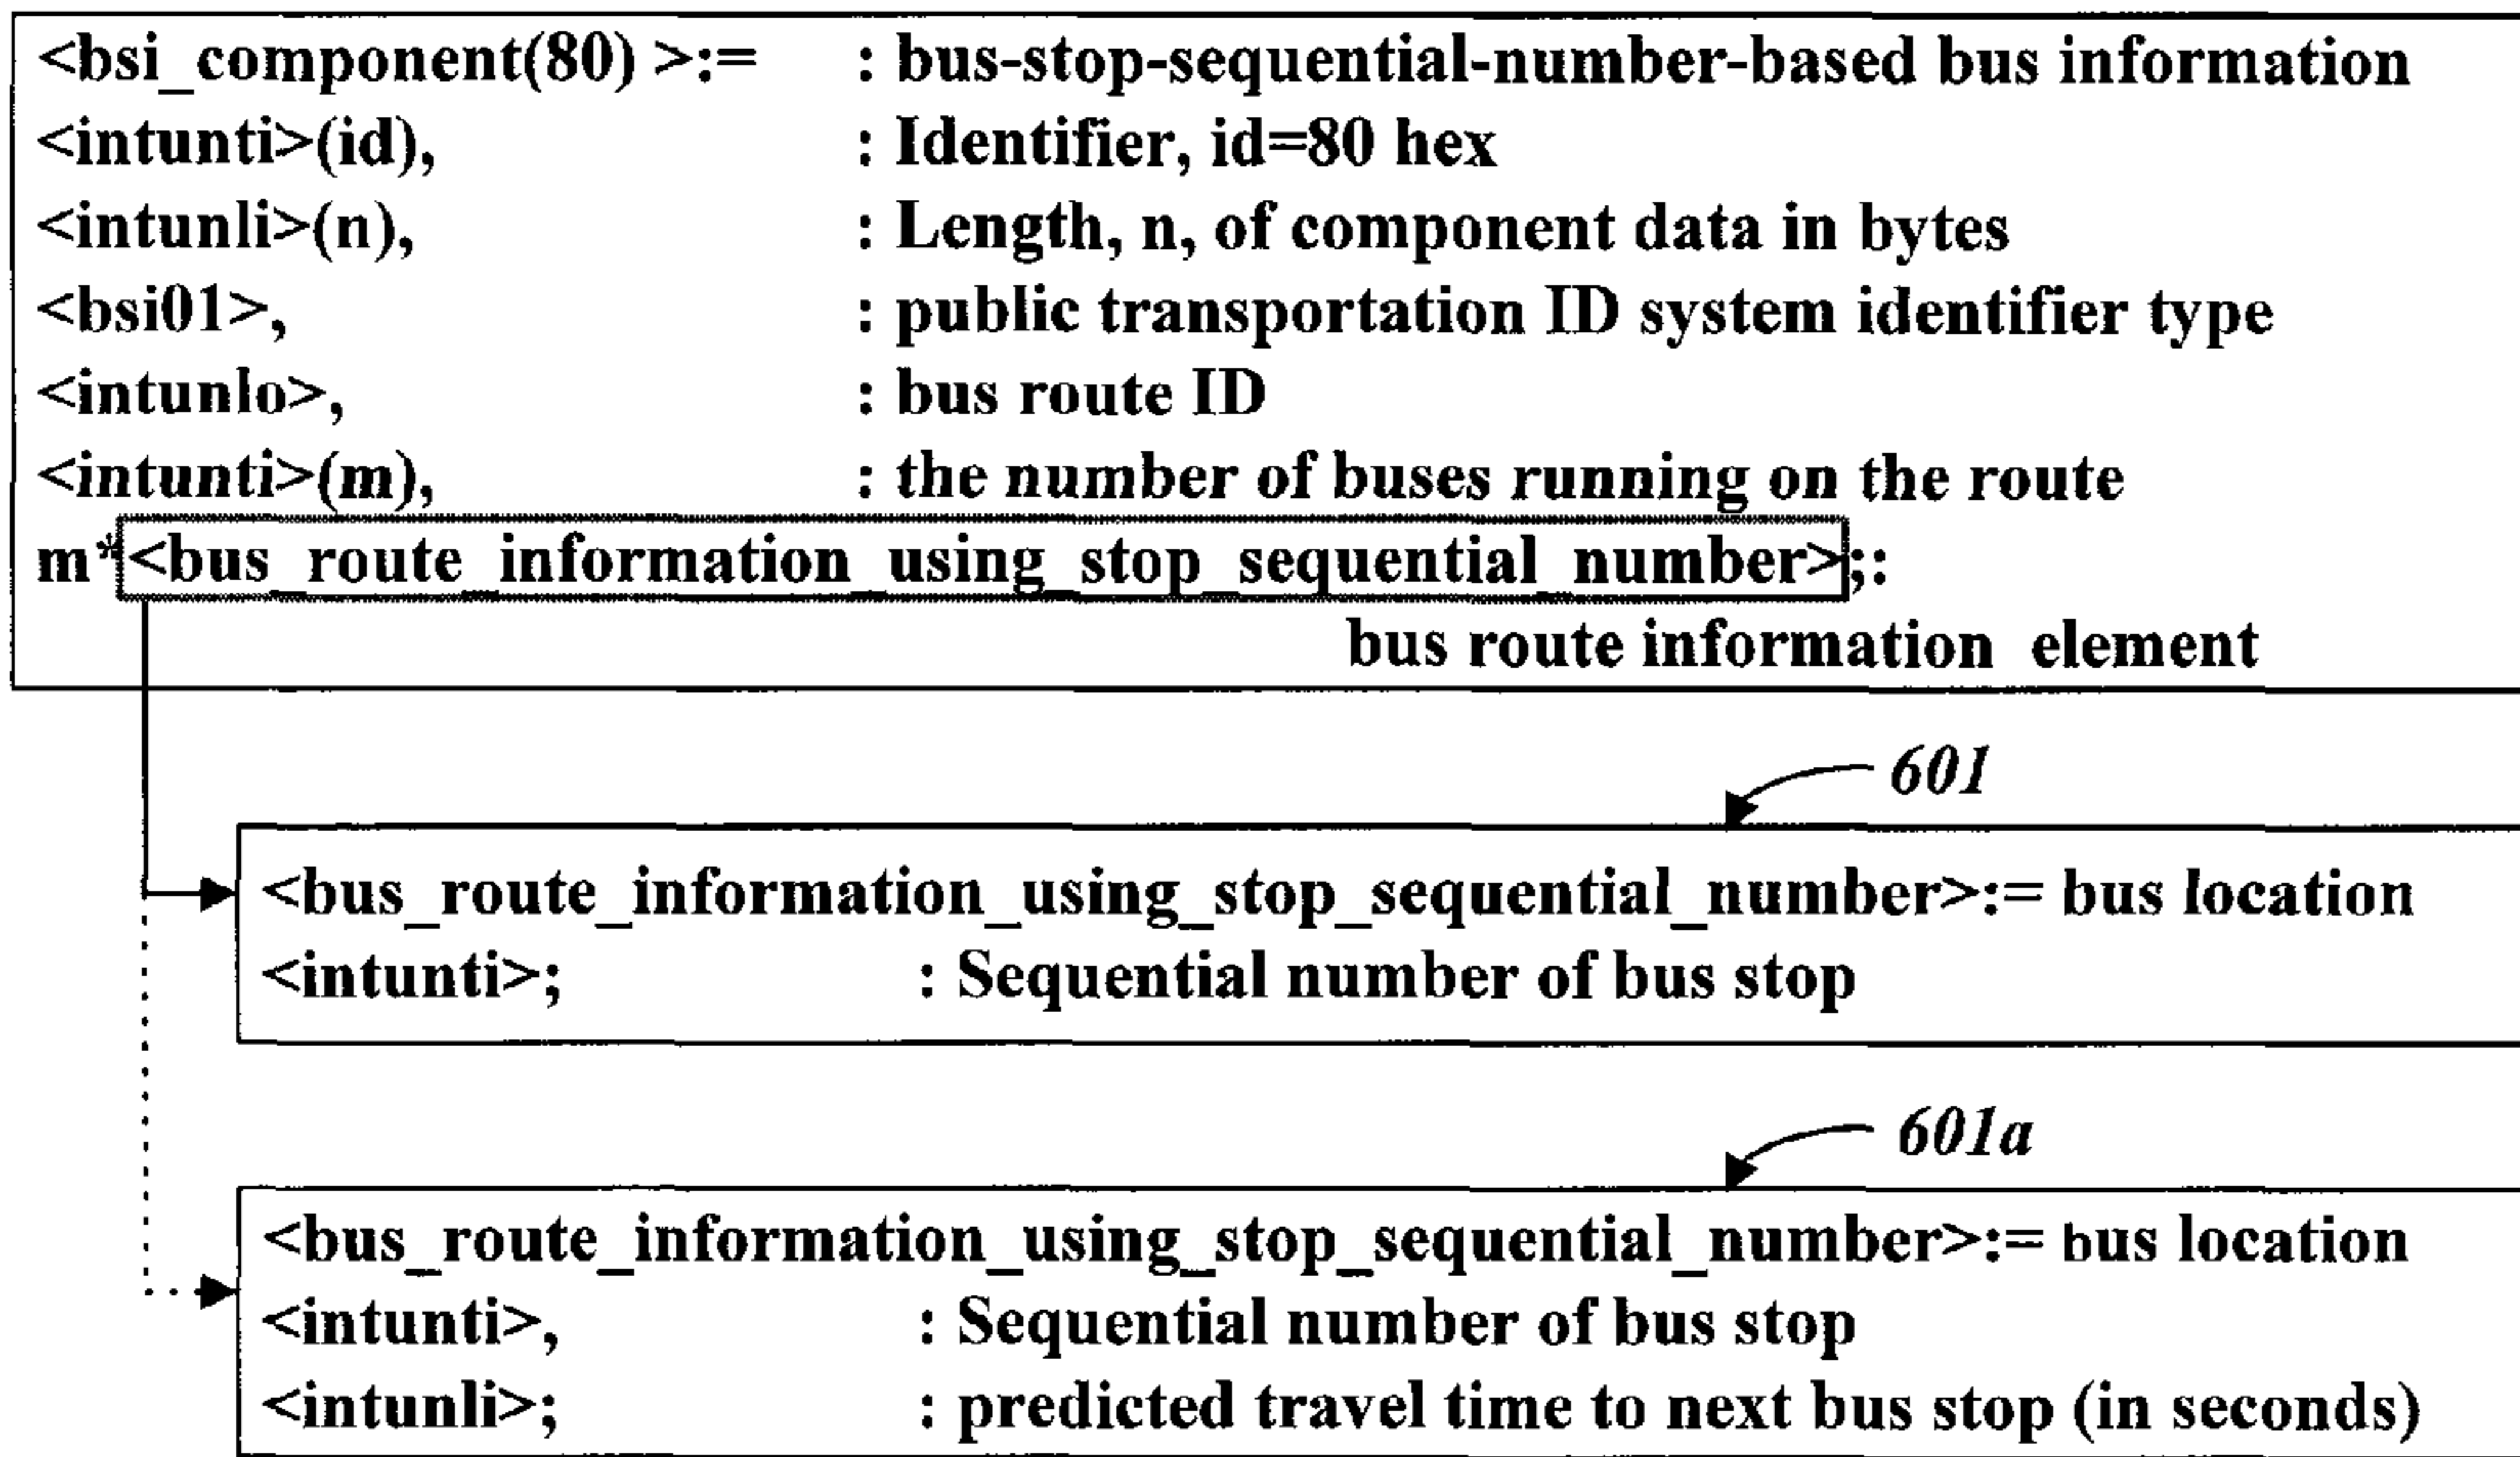 <bsi_component(80) >:= : bus-stop-sequential-number-based bus information
<intunti>(id), : Identifier, id=80 hex
<intunli>(n), : Length, n, of component data in bytes
<bsi01>, : public transportation ID system identifier type
<intunlo>, : bus route ID
<intunti>(m), : the number of buses running on the route
m*<bus_route_information_using_stop_sequential_number>;:
bus route information element
601
<bus_route_information_using_stop_sequential_number>:= bus location
<intunti>; : Sequential number of bus stop
601a
<bus_route_information_using_stop_sequential_number>:= bus location
<intunti>, : Sequential number of bus stop
<intunli>; : predicted travel time to next bus stop (in seconds)